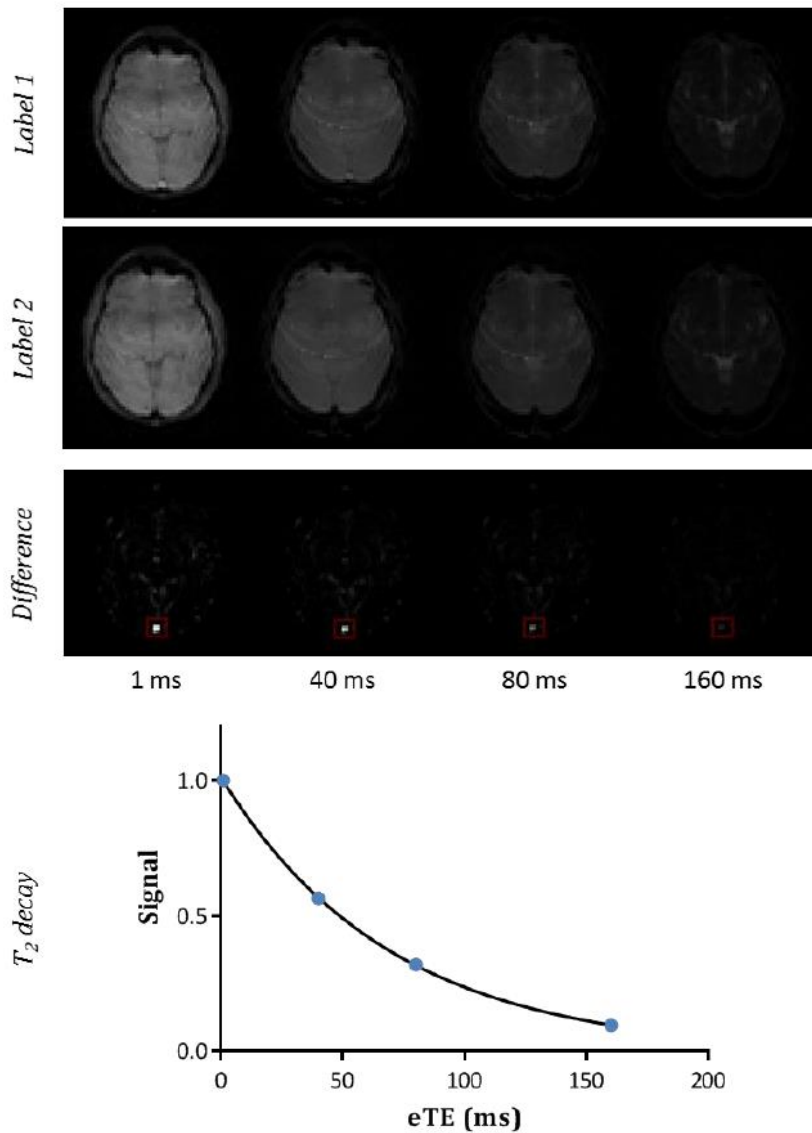 Label 1
Label 2
Difference
1 ms 40 ms 80 ms 160 ms
T₂ decay
Signal
1.0
0.5
0.0
0 50 100 150 200
eTE (ms)